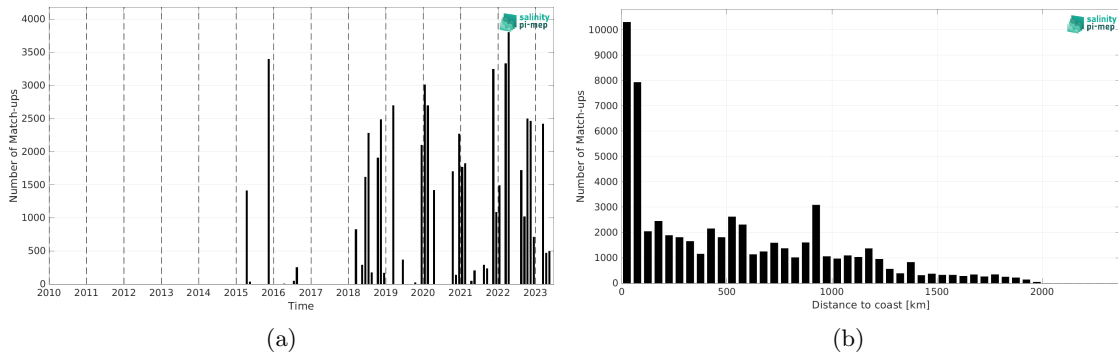 4000
3500
3000
2500
2000
1500
1000
500
0
Number of Match-ups
2010 2011 2012 2013 2014 2015 2016 2017 2018 2019 2020 2021 2022 2023
Time
salinity
pi-mep
(a)
10000
9000
8000
7000
6000
5000
4000
3000
2000
1000
0
Number of Match-ups
0 500 1000 1500 2000
Distance to coast [km]
salinity
pi-mep
(b)